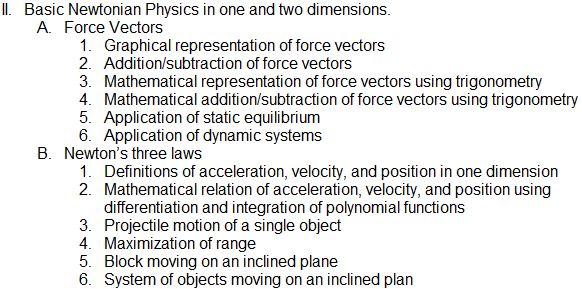 II. Basic Newtonian Physics in one and two dimensions.
A. Force Vectors
1. Graphical representation of force vectors
2. Addition/subtraction of force vectors
3. Mathematical representation of force vectors using trigonometry
4. Mathematical addition/subtraction of force vectors using trigonometry
5. Application of static equilibrium
6. Application of dynamic systems
B. Newton's three laws
1. Definitions of acceleration, velocity, and position in one dimension
2. Mathematical relation of acceleration, velocity, and position using
differentiation and integration of polynomial functions
3. Projectile motion of a single object
4. Maximization of range
5. Block moving on an inclined plane
6. System of objects moving on an inclined plan